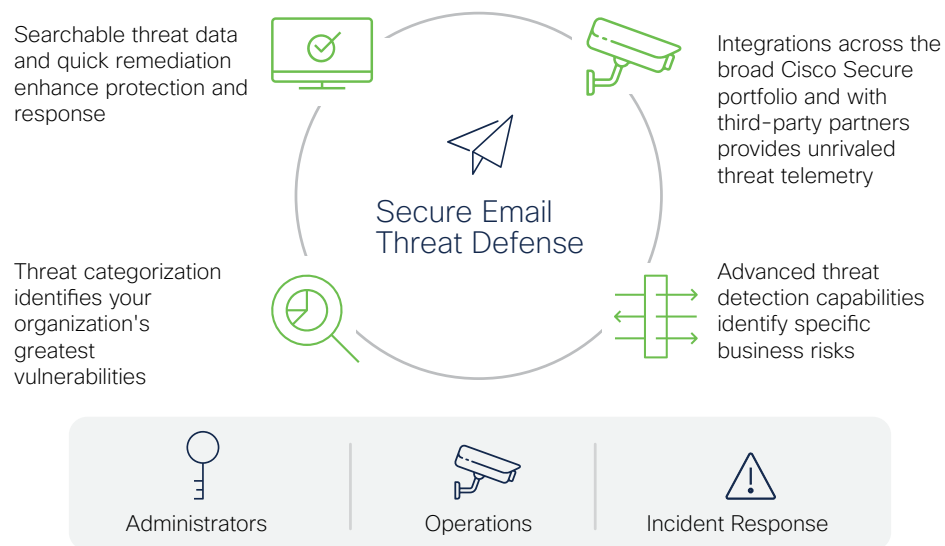 Searchable threat data
and quick remediation
enhance protection and
response
Integrations across the
broad Cisco Secure
portfolio and with
third-party partners
provides unrivaled
threat telemetry
Secure Email
Threat Defense
Threat categorization
identifies your
organization's
greatest
vulnerabilities
Advanced threat
detection capabilities
identify specific
business risks
Administrators
Operations
Incident Response